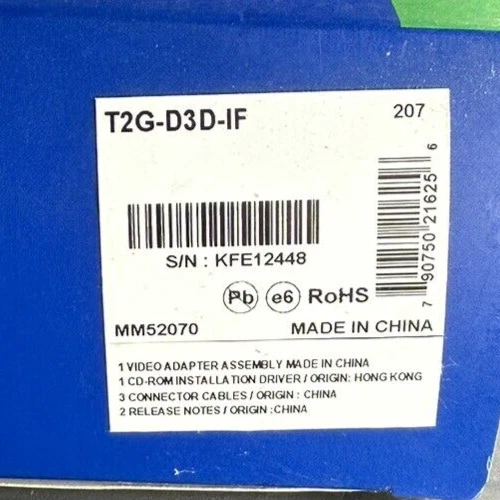 T2G-D3D-IF
207
S/N : KFE12448
7 90750 21625 6
Pb e6 RoHS
MM52070
MADE IN CHINA
1 VIDEO ADAPTER ASSEMBLY MADE IN CHINA
1 CD-ROM INSTALLATION DRIVER / ORIGIN: HONG KONG
3 CONNECTOR CABLES / ORIGIN : CHINA
2 RELEASE NOTES / ORIGIN :CHINA